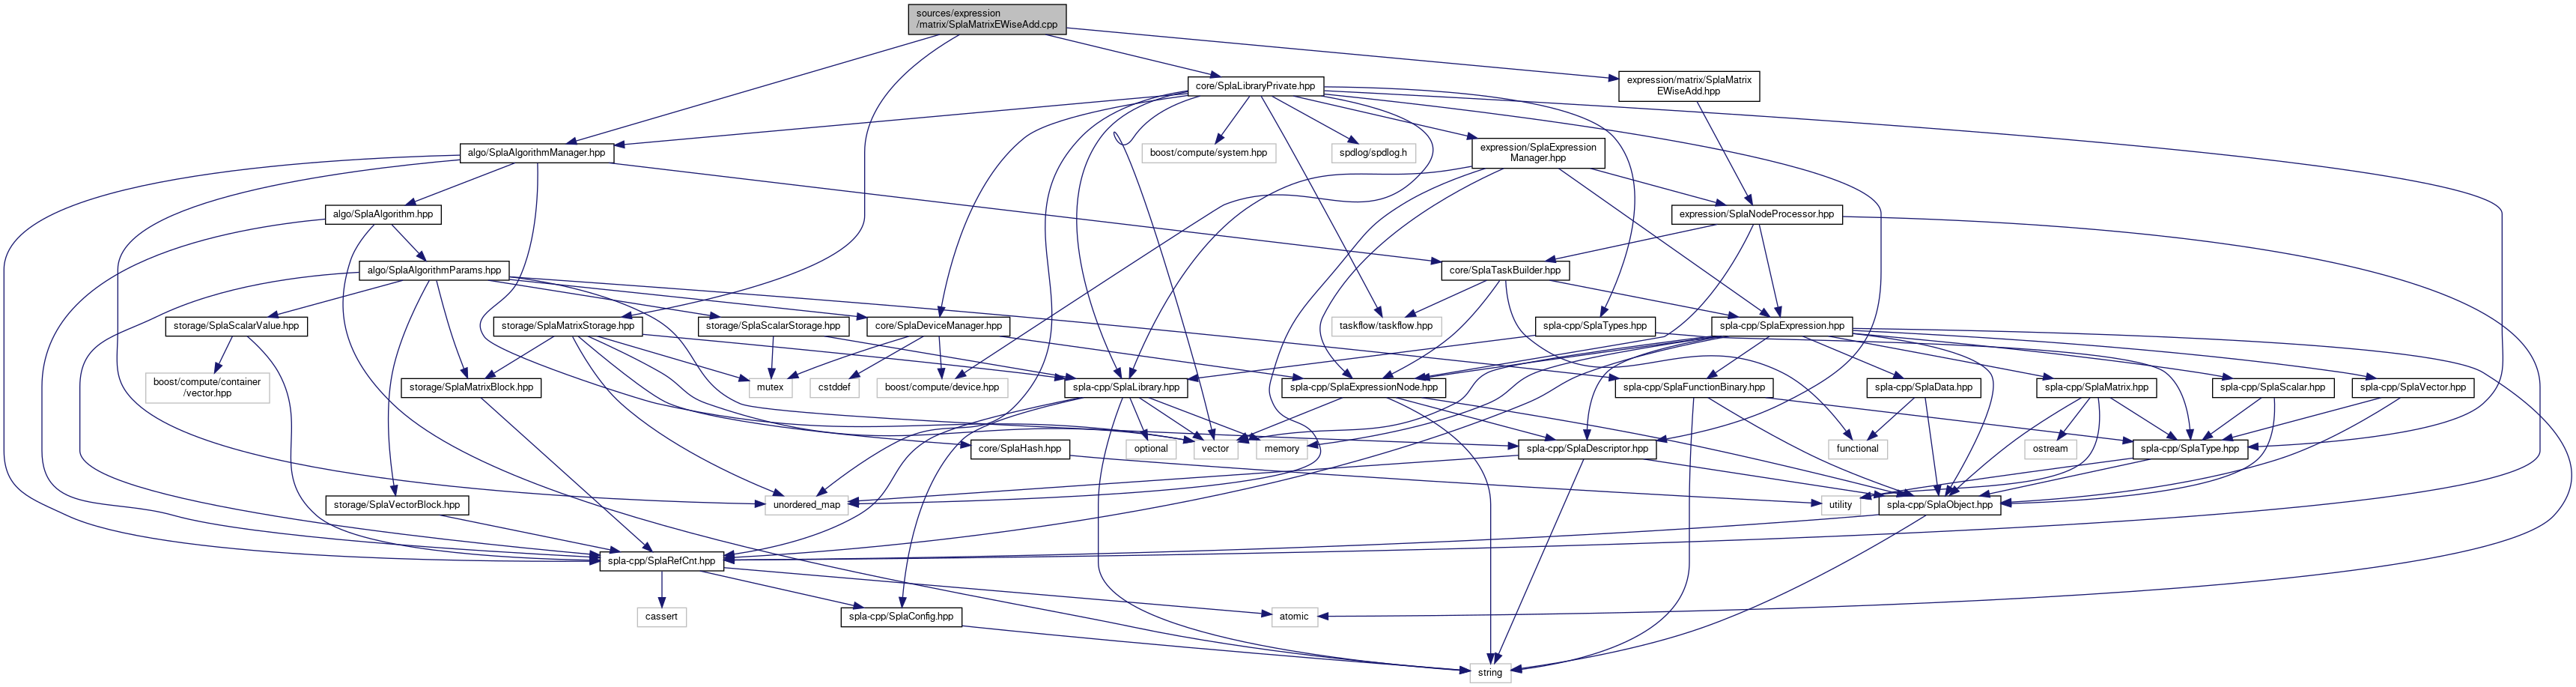 sources/expression
/matrix/SplaMatrixEWiseAdd.cpp
core/SplaLibraryPrivate.hpp
expression/matrix/SplaMatrix
EWiseAdd.hpp
algo/SplaAlgorithmManager.hpp
boost/compute/system.hpp
spdlog/spdlog.h
expression/SplaExpression
Manager.hpp
algo/SplaAlgorithm.hpp
expression/SplaNodeProcessor.hpp
algo/SplaAlgorithmParams.hpp
core/SplaTaskBuilder.hpp
storage/SplaScalarValue.hpp
storage/SplaMatrixStorage.hpp
storage/SplaScalarStorage.hpp
core/SplaDeviceManager.hpp
taskflow/taskflow.hpp
spla-cpp/SplaTypes.hpp
spla-cpp/SplaExpression.hpp
boost/compute/container
/vector.hpp
storage/SplaMatrixBlock.hpp
mutex
cstddef
boost/compute/device.hpp
spla-cpp/SplaLibrary.hpp
spla-cpp/SplaExpressionNode.hpp
spla-cpp/SplaFunctionBinary.hpp
spla-cpp/SplaData.hpp
spla-cpp/SplaMatrix.hpp
spla-cpp/SplaScalar.hpp
spla-cpp/SplaVector.hpp
core/SplaHash.hpp
optional
vector
memory
spla-cpp/SplaDescriptor.hpp
functional
ostream
spla-cpp/SplaType.hpp
storage/SplaVectorBlock.hpp
unordered_map
utility
spla-cpp/SplaObject.hpp
spla-cpp/SplaRefCnt.hpp
cassert
spla-cpp/SplaConfig.hpp
atomic
string